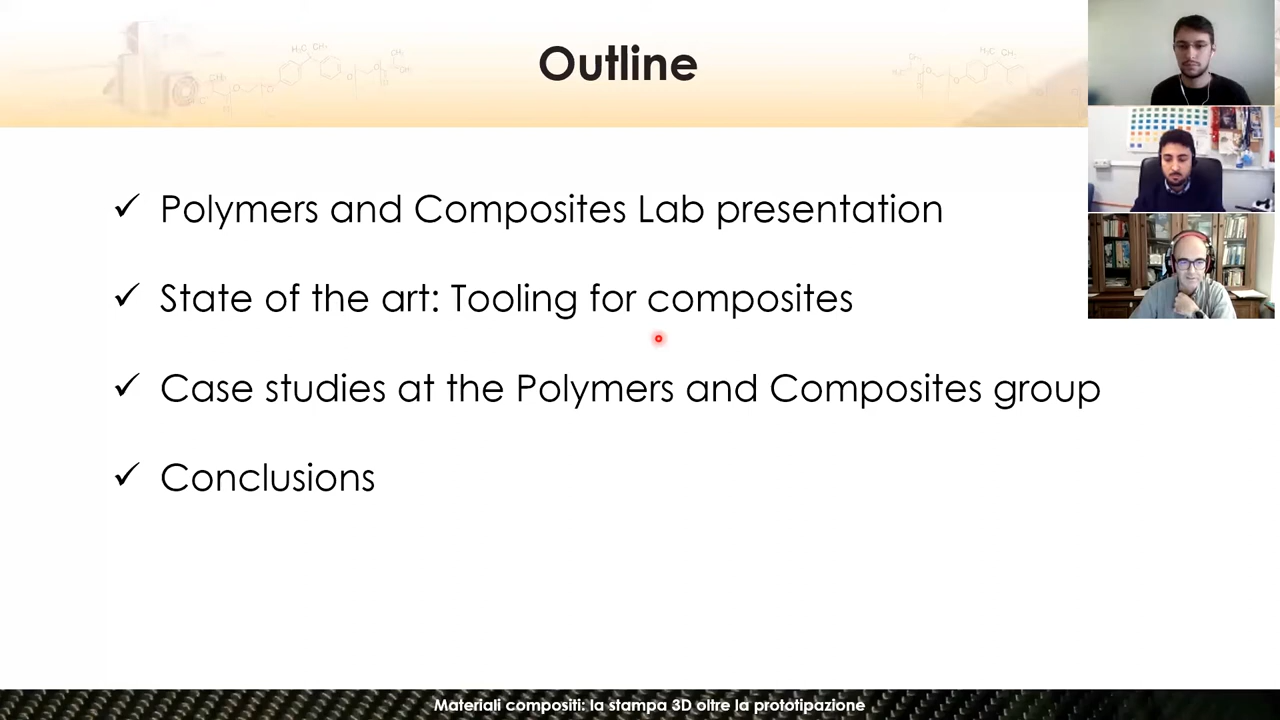 Outline
✓ Polymers and Composites Lab presentation
✓ State of the art: Tooling for composites
✓ Case studies at the Polymers and Composites group
✓ Conclusions
Materiali compositi: la stampa 3D oltre la prototipazione